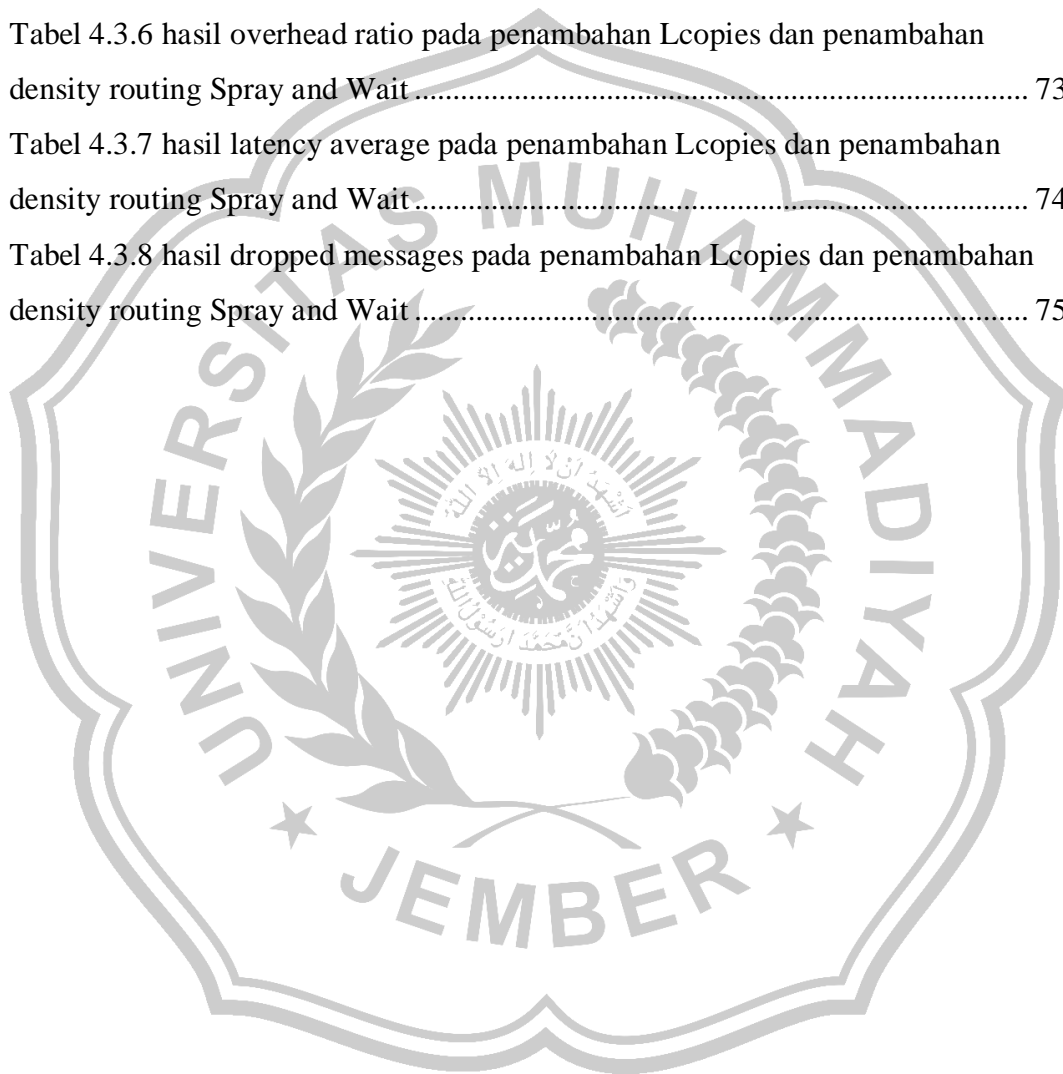 Tabel 4.3.6 hasil overhead ratio pada penambahan Lcopies dan penambahan
density routing Spray and Wait ........................................................................................ 73
Tabel 4.3.7 hasil latency average pada penambahan Lcopies dan penambahan
density routing Spray and Wait ........................................................................................ 74
Tabel 4.3.8 hasil dropped messages pada penambahan Lcopies dan penambahan
density routing Spray and Wait ........................................................................................ 75
UNIVERSITAS MUHAMMADIYAH
JEMBER